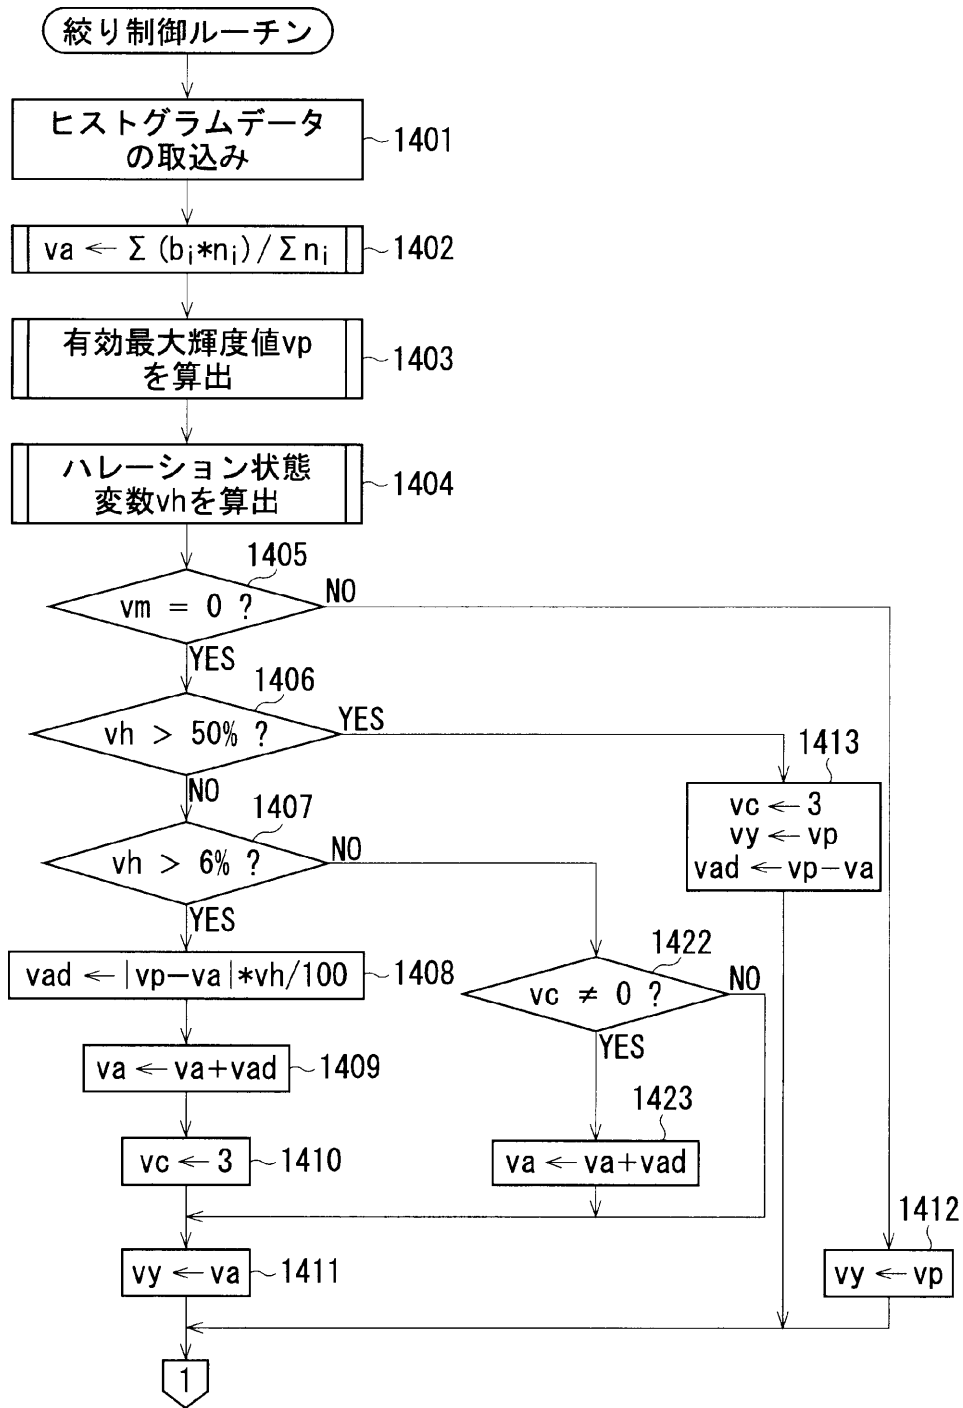 絞り制御ルーチン
ヒストグラムデータ
の取込み
1401
va ← Σ (bi*ni) / Σ ni
1402
有効最大輝度値vp
を算出
1403
ハレーション状態
変数vhを算出
1404
1405
vm = 0 ?
NO
YES
1406
vh > 50% ?
YES
NO
1413
vc ← 3
vy ← vp
vad ← vp-va
1407
vh > 6% ?
NO
YES
vad ← |vp-va|*vh/100
1408
1422
vc ≠ 0 ?
NO
YES
va ← va+vad
1409
1423
va ← va+vad
vc ← 3
1410
vy ← va
1411
1412
vy ← vp
1